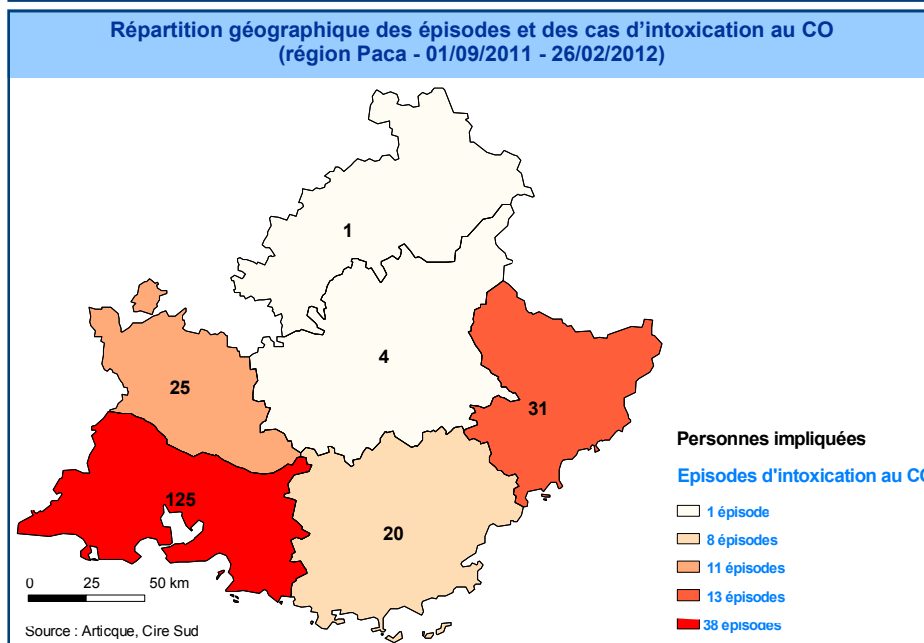 Répartition géographique des épisodes et des cas d'intoxication au CO
(région Paca - 01/09/2011 - 26/02/2012)
1
4
25
31
125
20
Personnes impliquées
Episodes d'intoxication au CO
1 épisode
8 épisodes
11 épisodes
13 épisodes
38 épisodes
0 25 50 km
Source : Articque, Cire Sud